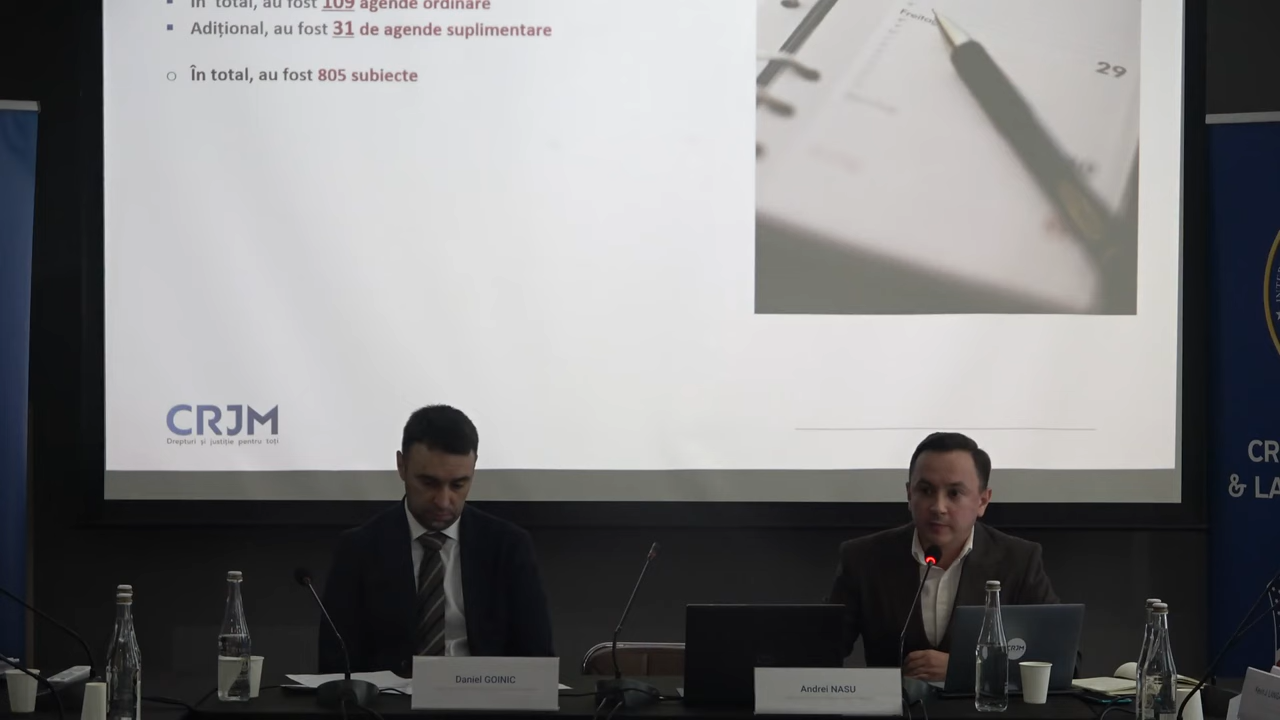 În total, au fost 109 agende ordinare
Adițional, au fost 31 de agende suplimentare
În total, au fost 805 subiecte
29
CRJM
Drepturi și justiție pentru toți
CR
& LA
CRJM
Daniel GOINIC
Andrei NASU